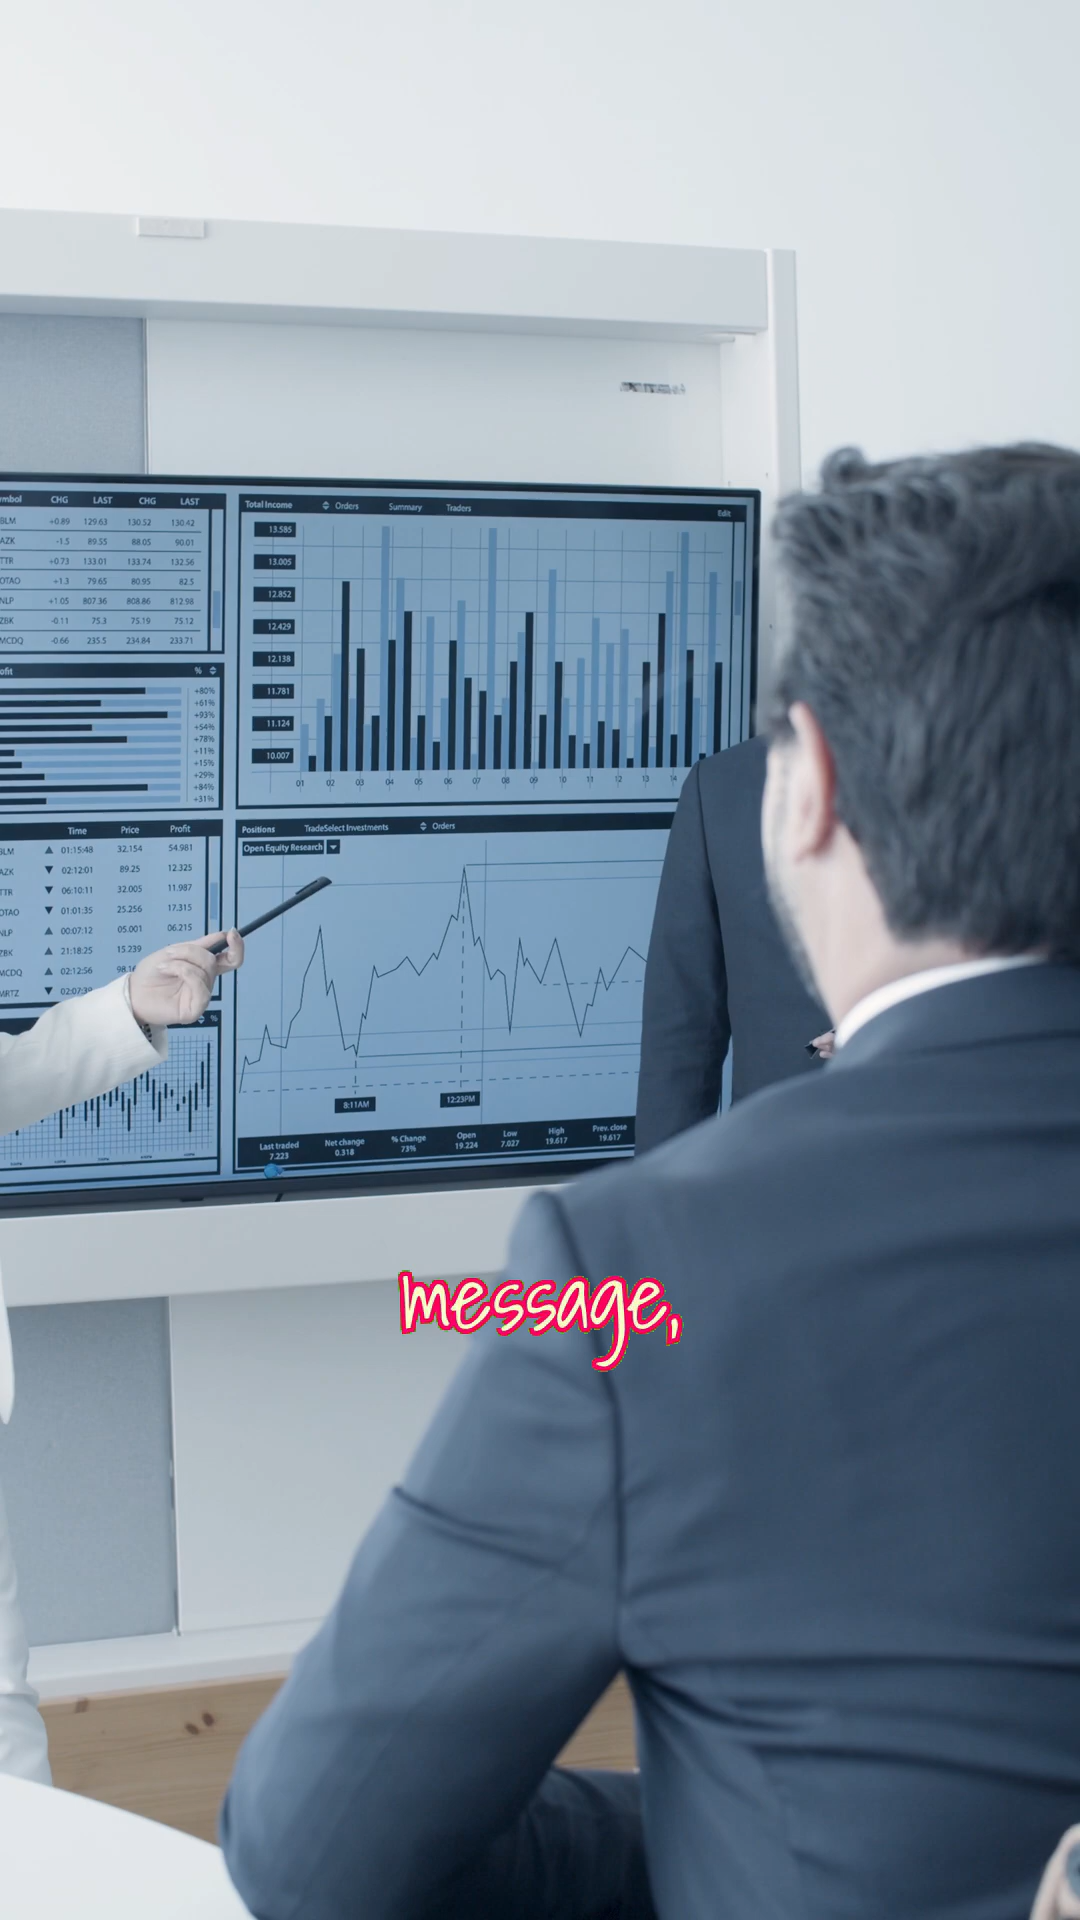 CHG LAST CHG LAST
+0.89 129.63 130.52 130.42
AZK -1.5 89.55 88.05 90.01
TTR +0.73 133.01 133.74 132.56
OTAO +1.3 79.65 80.95 82.5
NLP +1.05 807.36 808.86 812.98
ZBK -0.11 75.3 75.19 75.12
MCDQ -0.66 235.5 234.84 233.71
%
+80%
+61%
+93%
+54%
+78%
+11%
+15%
+29%
+84%
+31%
Time Price Profit
▲ 01:15:48 32.154 54.981
AZK ▼ 02:12:01 89.25 12.325
TTR ▼ 06:10:11 32.005 11.987
OTAO ▼ 01:01:35 25.256 17.315
NLP ▲ 00:07:12 05.001 06.215
ZBK ▲ 21:18:25 15.239
MCDQ ▲ 02:12:56
▼
%
Total Income Orders Summary Traders Edit
13.585
13.005
12.852
12.429
12.138
11.781
11.124
10.007
01 02 03 04 05 06 07 08 09 10 11 12 13 14
Positions TradeSelect Investments Orders
Open Equity Research
8:11AM 12:23PM
Last traded Net change % Change Open Low High Prev. close
7.223 0.318 73% 19.224 7.027 19.617 19.617
message,